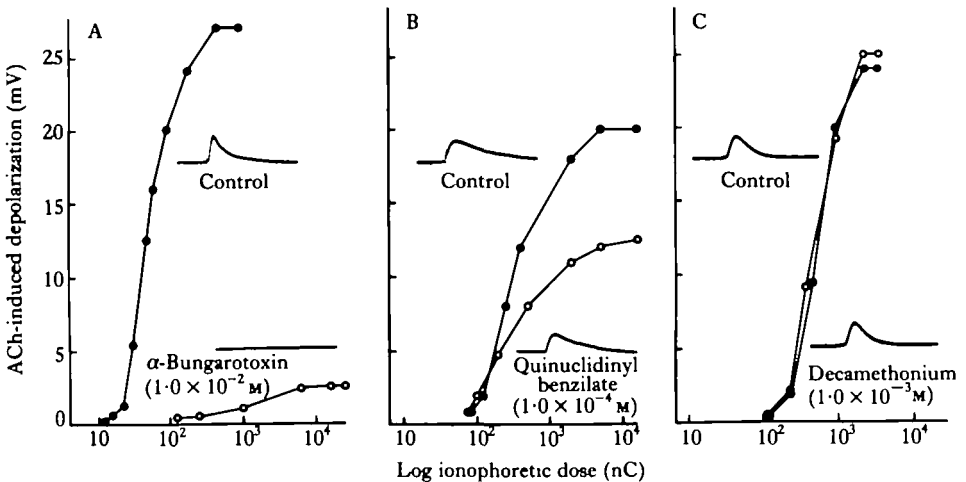 A
B
C
ACh-induced depolarization (mV)
25
20
15
10
5
0
Control
Control
Control
α-Bungarotoxin
(1·0 × 10⁻² M)
Quinuclidinyl
benzilate
(1·0 × 10⁻⁴ M)
Decamethonium
(1·0 × 10⁻³ M)
10 10² 10³ 10⁴
10 10² 10³ 10⁴
10 10² 10³ 10⁴
Log ionophoretic dose (nC)